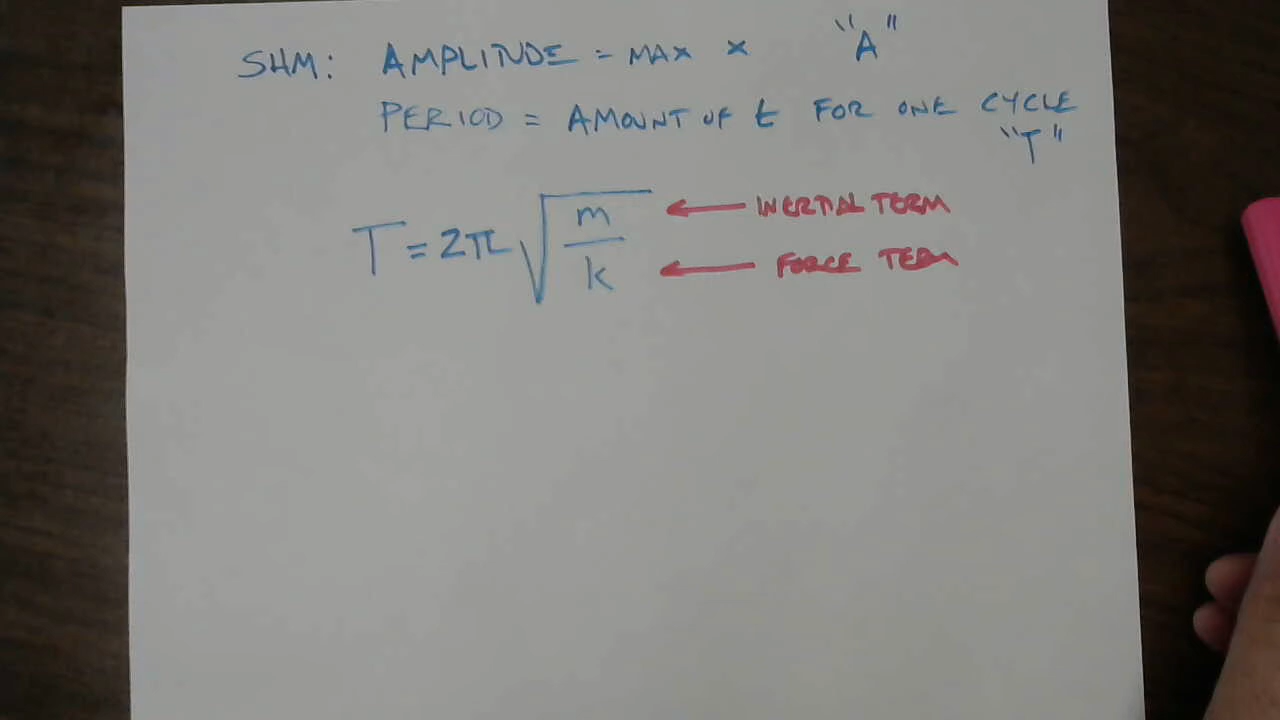 SHM: AMPLITUDE = MAX x "A"
PERIOD = AMOUNT OF t FOR ONE CYCLE
"T"
T = 2π √(m/k)
← INERTIAL TERM
← FORCE TERM